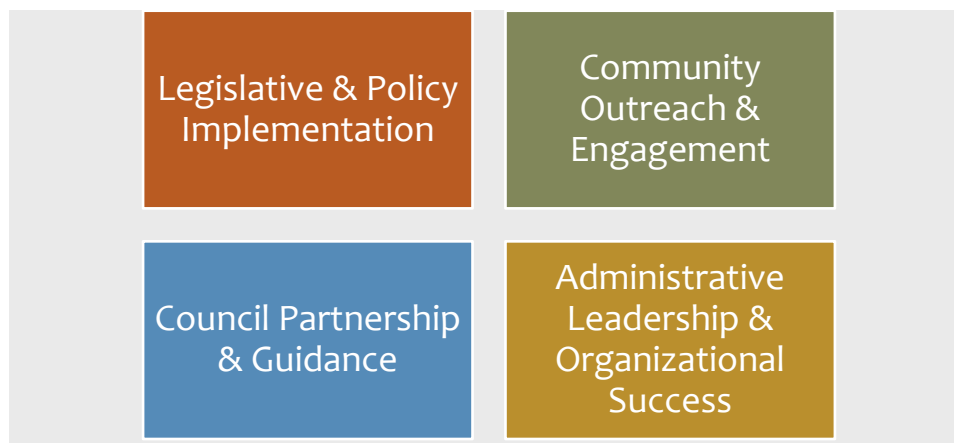 Legislative & Policy
Implementation
Community
Outreach &
Engagement
Council Partnership
& Guidance
Administrative
Leadership &
Organizational
Success